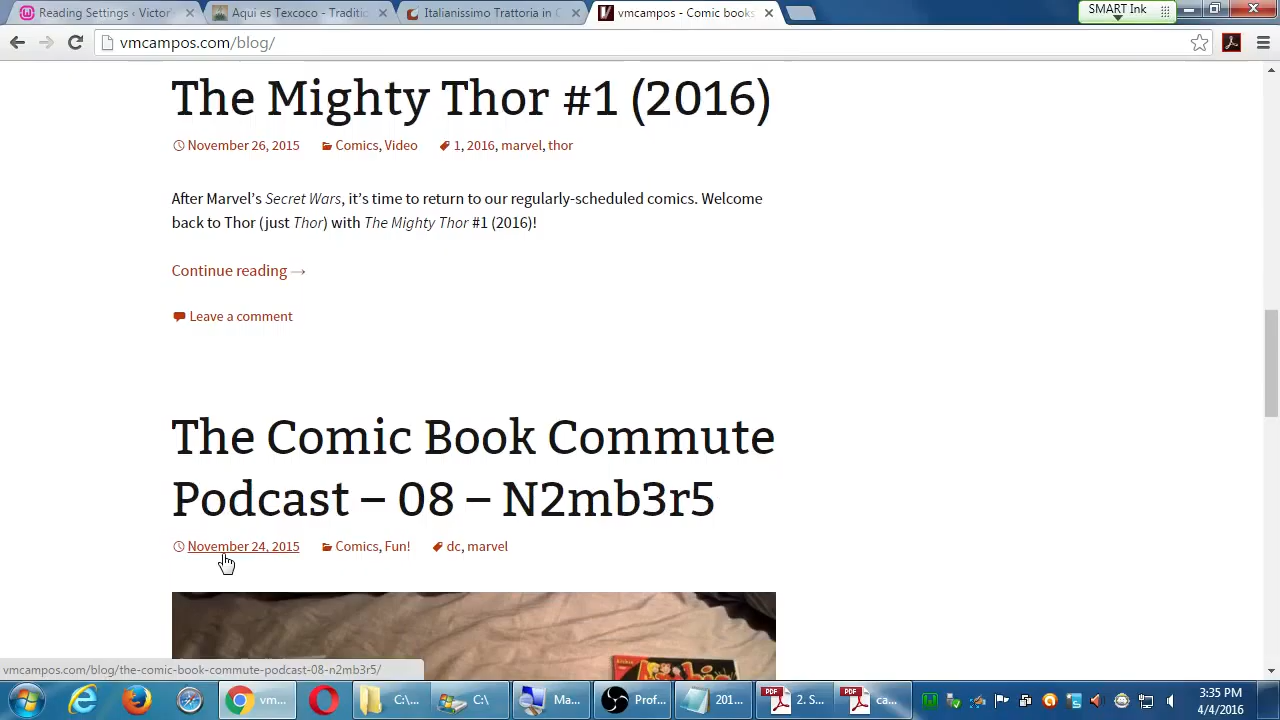 Reading Settings ‹ Victor'
Aqui es Texcoco - Traditio
Italianissimo Trattoria in C
vmcampos - Comic books
SMART Ink
vmcampos.com/blog/
The Mighty Thor #1 (2016)
November 26, 2015 Comics, Video 1, 2016, marvel, thor
After Marvel’s Secret Wars, it’s time to return to our regularly-scheduled comics. Welcome
back to Thor (just Thor) with The Mighty Thor #1 (2016)!
Continue reading →
Leave a comment
The Comic Book Commute
Podcast – 08 – N2mb3r5
November 24, 2015 Comics, Fun! dc, marvel
vmcampos.com/blog/the-comic-book-commute-podcast-08-n2mb3r5/
vm... C:\... C:\ Ma... Prof... 201... PDF 2. S... PDF ca...
3:35 PM
4/4/2016